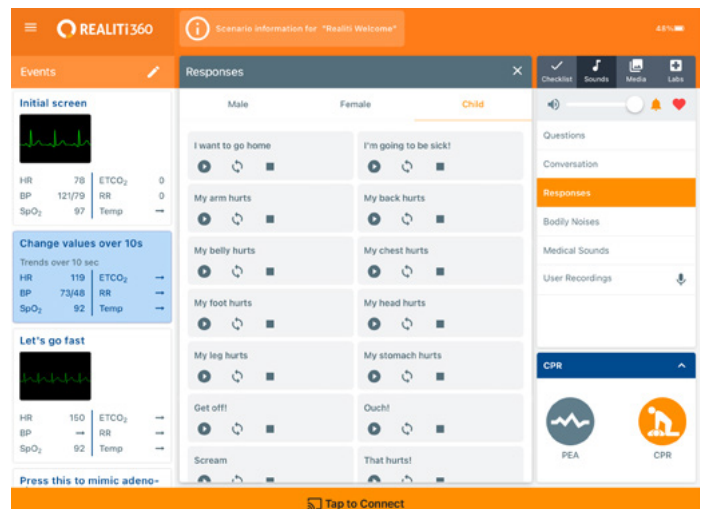 REALITi360
Scenario information for "Realiti Welcome"
48%
Events
Initial screen
HR 78 ETCO₂ 0
BP 121/79 RR 0
SpO₂ 97 Temp →
Change values over 10s
Trends over 10 sec
HR 119 ETCO₂ →
BP 73/48 RR →
SpO₂ 92 Temp →
Let's go fast
HR 150 ETCO₂ →
BP → RR →
SpO₂ 92 Temp →
Press this to mimic adeno-
Responses
Male Female Child
I want to go home I'm going to be sick!
My arm hurts My back hurts
My belly hurts My chest hurts
My foot hurts My head hurts
My leg hurts My stomach hurts
Get off! Ouch!
Scream That hurts!
Checklist Sounds Media Labs
Questions
Conversation
Responses
Bodily Noises
Medical Sounds
User Recordings
CPR
PEA CPR
Tap to Connect